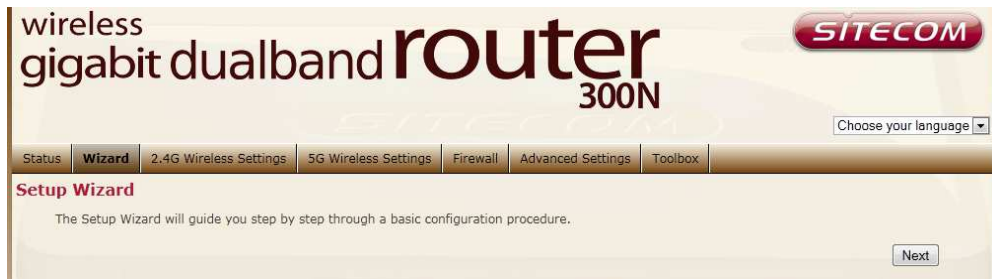 wireless
gigabit dualband router
300N
SITECOM
SITECOM
Choose your language
Status Wizard 2.4G Wireless Settings 5G Wireless Settings Firewall Advanced Settings Toolbox
Setup Wizard
The Setup Wizard will guide you step by step through a basic configuration procedure.
Next